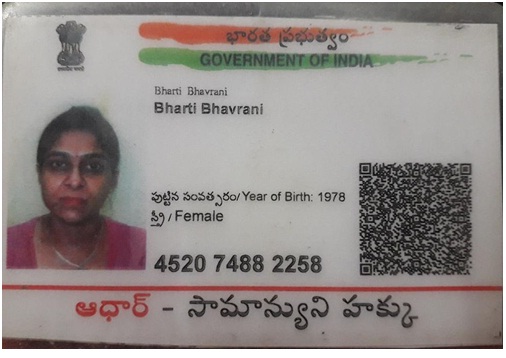 భారత ప్రభుత్వం
GOVERNMENT OF INDIA
Bharti Bhavrani
Bharti Bhavrani
పుట్టిన సంవత్సరం/ Year of Birth: 1978
స్త్రీ / Female
4520 7488 2258
ఆధార్ - సామాన్యుని హక్కు